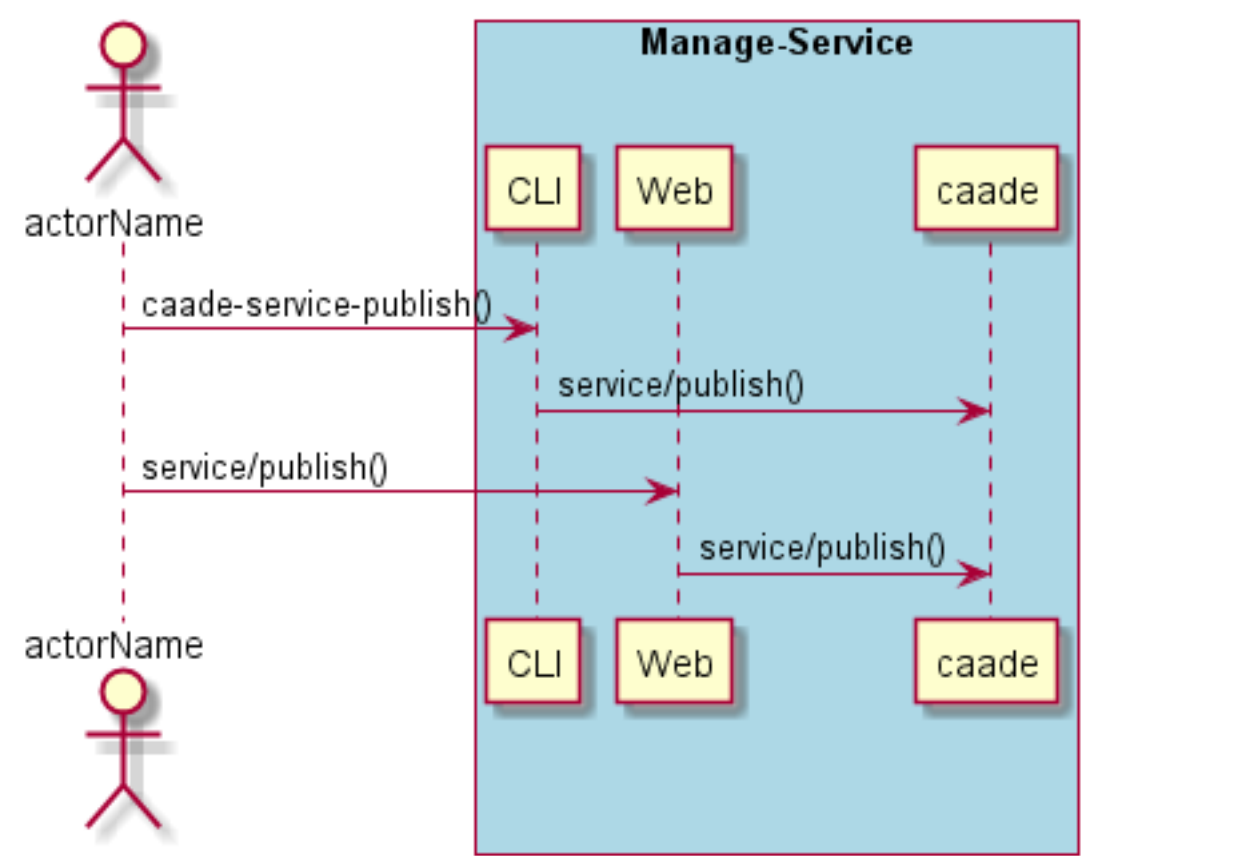 Manage-Service
actorName
CLI
Web
caade
caade-service-publish()
service/publish()
service/publish()
service/publish()
actorName
CLI
Web
caade